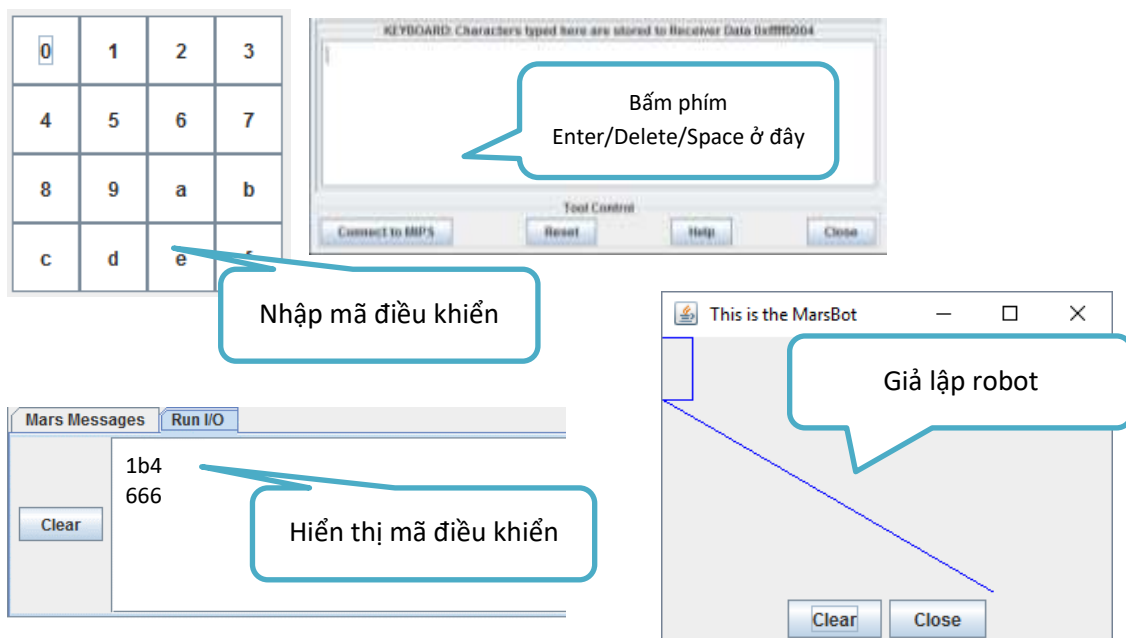 0 1 2 3
4 5 6 7
8 9 a b
c d e
KEYBOARD: Characters typed here are stored to Receiver Data 0xffff0004
Bấm phím
Enter/Delete/Space ở đây
Tool Control
Connect to MIPS Reset Help Close
Nhập mã điều khiển
This is the MarsBot
Giả lập robot
Mars Messages Run I/O
1b4
666
Clear
Hiển thị mã điều khiển
Clear Close